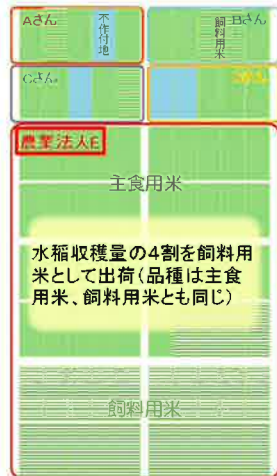 Aさん
不作付地
飼料用米
Bさん
Cさん
農業法人E
主食用米
水稲収穫量の4割を飼料用
米として出荷(品種は主食
用米、飼料用米とも同じ)
飼料用米